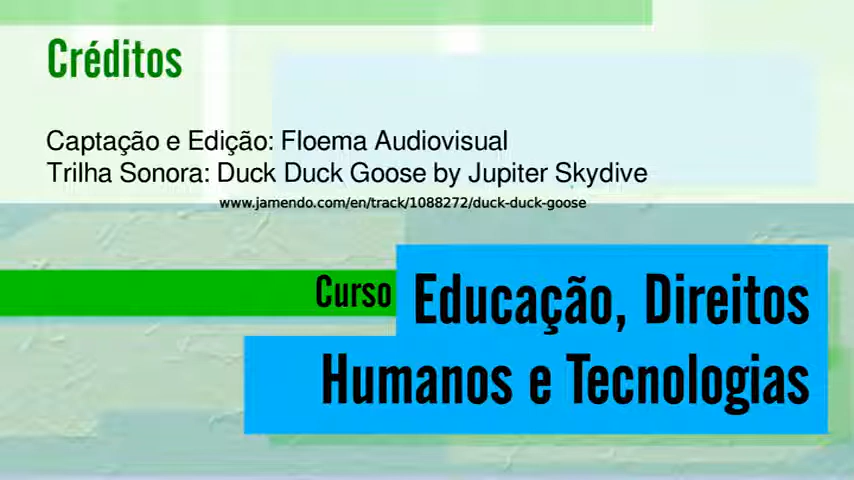 Créditos
Captação e Edição: Floema Audiovisual
Trilha Sonora: Duck Duck Goose by Jupiter Skydive
www.jamendo.com/en/track/1088272/duck-duck-goose
Curso Educação, Direitos
Humanos e Tecnologias